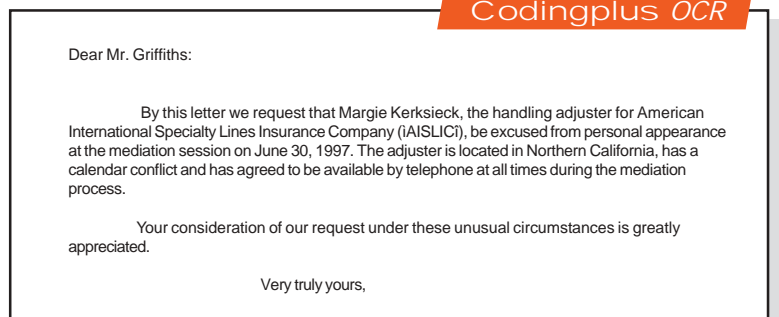 Codingplus OCR
Dear Mr. Griffiths:
By this letter we request that Margie Kerksieck, the handling adjuster for American
International Specialty Lines Insurance Company (ìAISLICî), be excused from personal appearance
at the mediation session on June 30, 1997. The adjuster is located in Northern California, has a
calendar conflict and has agreed to be available by telephone at all times during the mediation
process.
Your consideration of our request under these unusual circumstances is greatly
appreciated.
Very truly yours,